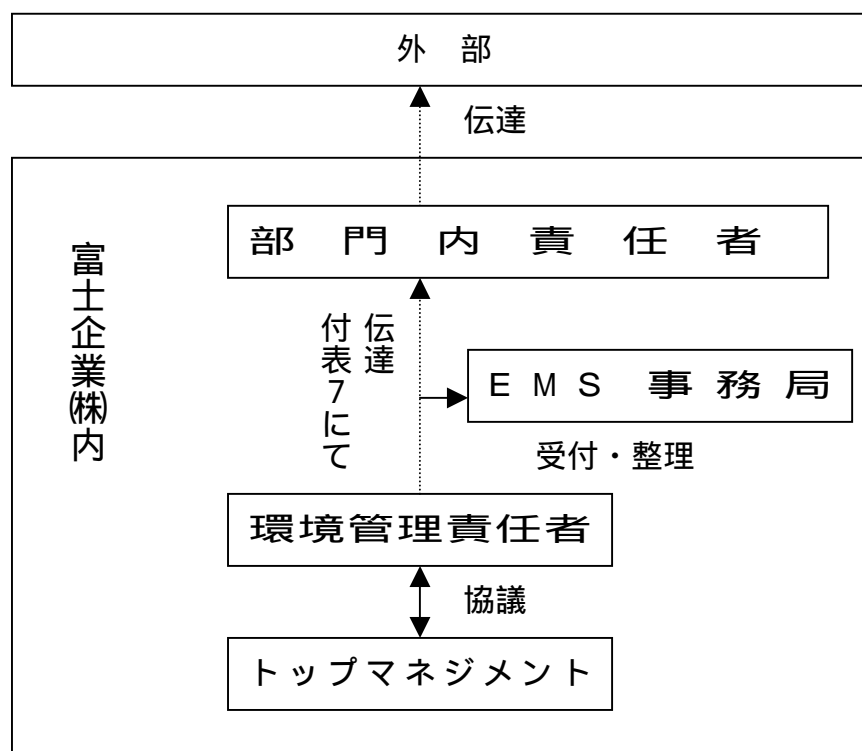 外 部
伝達
部 門 内 責 任 者
富士企業㈱内
伝達
付表7にて
E M S 事 務 局
受付・整理
環境管理責任者
協議
トップマネジメント